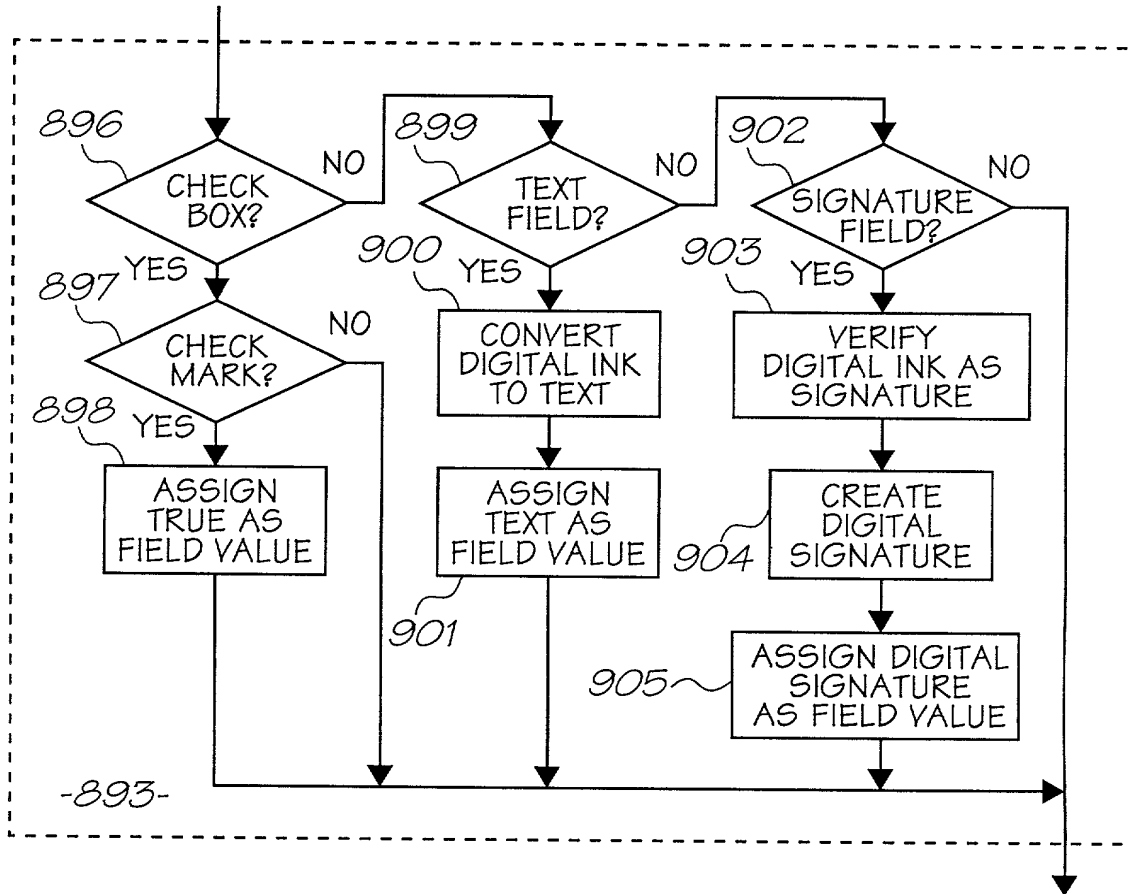 896
CHECK
BOX?
NO
YES
897
CHECK
MARK?
NO
898
YES
ASSIGN
TRUE AS
FIELD VALUE
899
TEXT
FIELD?
NO
900
YES
CONVERT
DIGITAL INK
TO TEXT
ASSIGN
TEXT AS
FIELD VALUE
901
902
SIGNATURE
FIELD?
NO
903
YES
VERIFY
DIGITAL INK AS
SIGNATURE
CREATE
DIGITAL
SIGNATURE
904
905
ASSIGN DIGITAL
SIGNATURE
AS FIELD VALUE
-893-